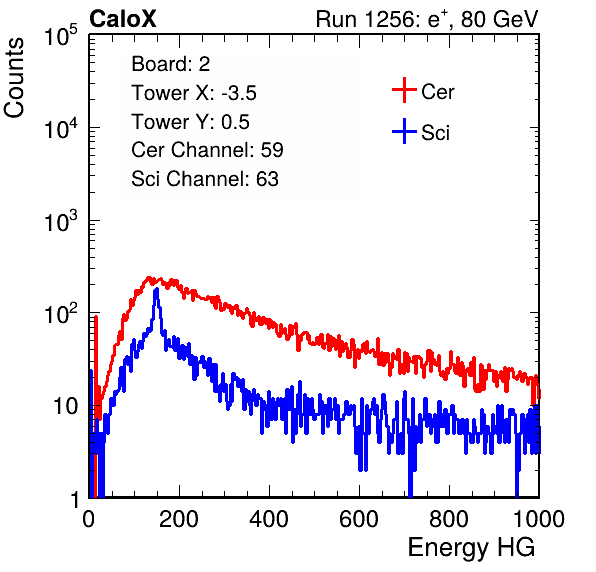 CaloX Run 1256: e⁺, 80 GeV
Counts
10⁵
10⁴
10³
10²
10
1
Board: 2
Tower X: -3.5
Tower Y: 0.5
Cer Channel: 59
Sci Channel: 63
Cer
Sci
0 200 400 600 800 1000
Energy HG